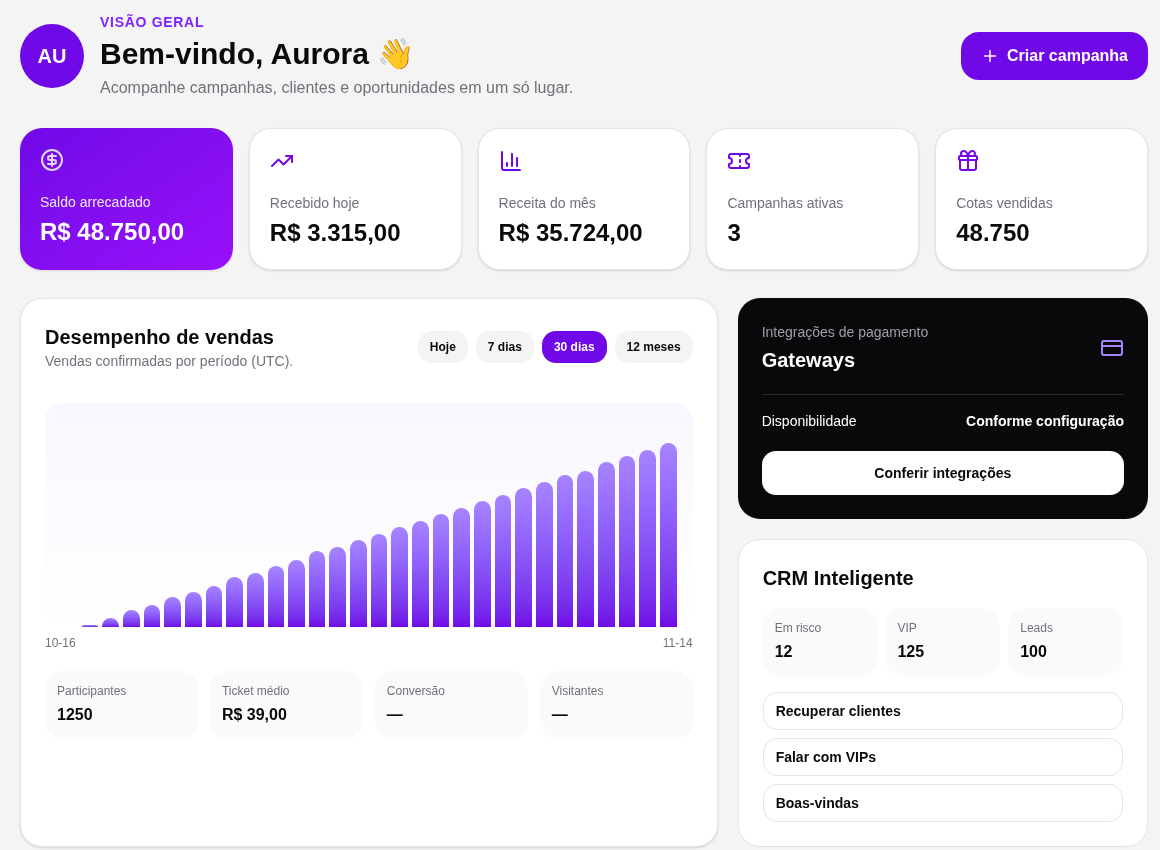 AU
VISÃO GERAL
Bem-vindo, Aurora 👋
Acompanhe campanhas, clientes e oportunidades em um só lugar.
Criar campanha
Saldo arrecadado
R$ 48.750,00
Recebido hoje
R$ 3.315,00
Receita do mês
R$ 35.724,00
Campanhas ativas
3
Cotas vendidas
48.750
Desempenho de vendas
Vendas confirmadas por período (UTC).
Hoje
7 dias
30 dias
12 meses
10-16
11-14
Participantes
1250
Ticket médio
R$ 39,00
Conversão
—
Visitantes
—
Integrações de pagamento
Gateways
Disponibilidade
Conforme configuração
Conferir integrações
CRM Inteligente
Em risco
12
VIP
125
Leads
100
Recuperar clientes
Falar com VIPs
Boas-vindas